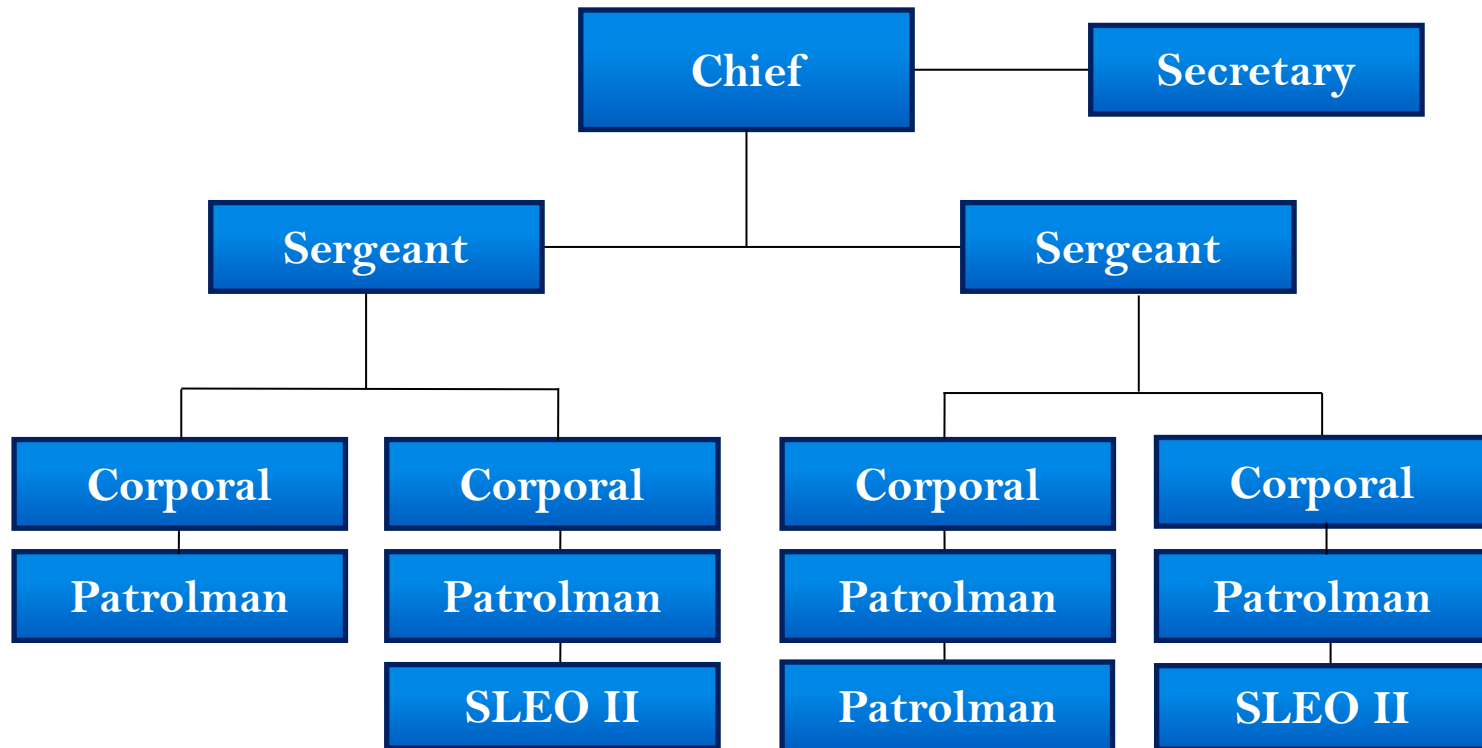 Chief
Secretary
Sergeant
Sergeant
Corporal
Corporal
Corporal
Corporal
Patrolman
Patrolman
Patrolman
Patrolman
SLEO II
Patrolman
SLEO II